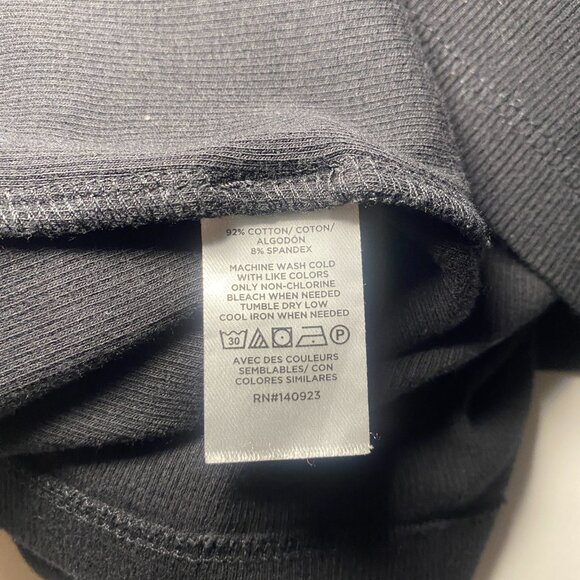 92% COTTON/ COTON/
ALGODÓN
8% SPANDEX
MACHINE WASH COLD
WITH LIKE COLORS
ONLY NON-CHLORINE
BLEACH WHEN NEEDED
TUMBLE DRY LOW
COOL IRON WHEN NEEDED
30 P
AVEC DES COULEURS
SEMBLABLES/ CON
COLORES SIMILARES
RN#140923